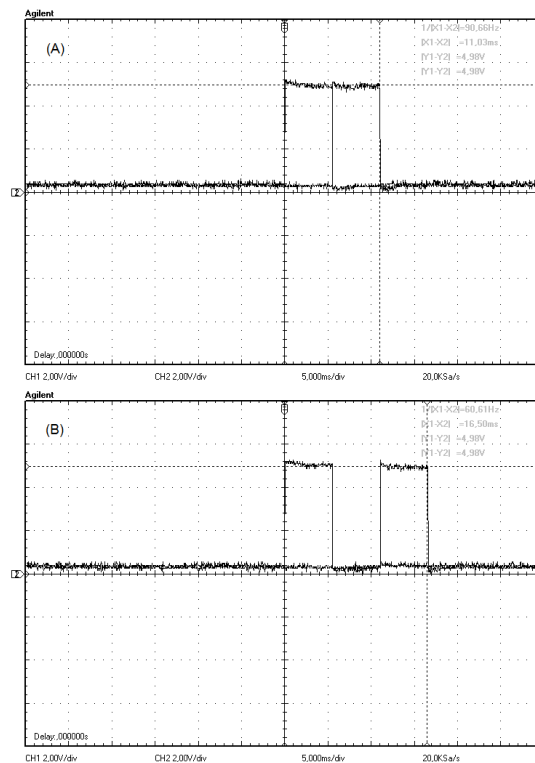 Agilent
(A)
1/|X1-X2|=90,66Hz
|X1-X2| =11,03ms
|Y1-Y2| =4,98V
|Y1-Y2| =4,98V
Delay:,000000s
CH1 2,00V/div CH2 2,00V/div 5,000ms/div 20,0KSa/s
Agilent
(B)
1/|X1-X2|=60,61Hz
|X1-X2| =16,50ms
|Y1-Y2| =4,98V
|Y1-Y2| =4,98V
Delay:,000000s
CH1 2,00V/div CH2 2,00V/div 5,000ms/div 20,0KSa/s